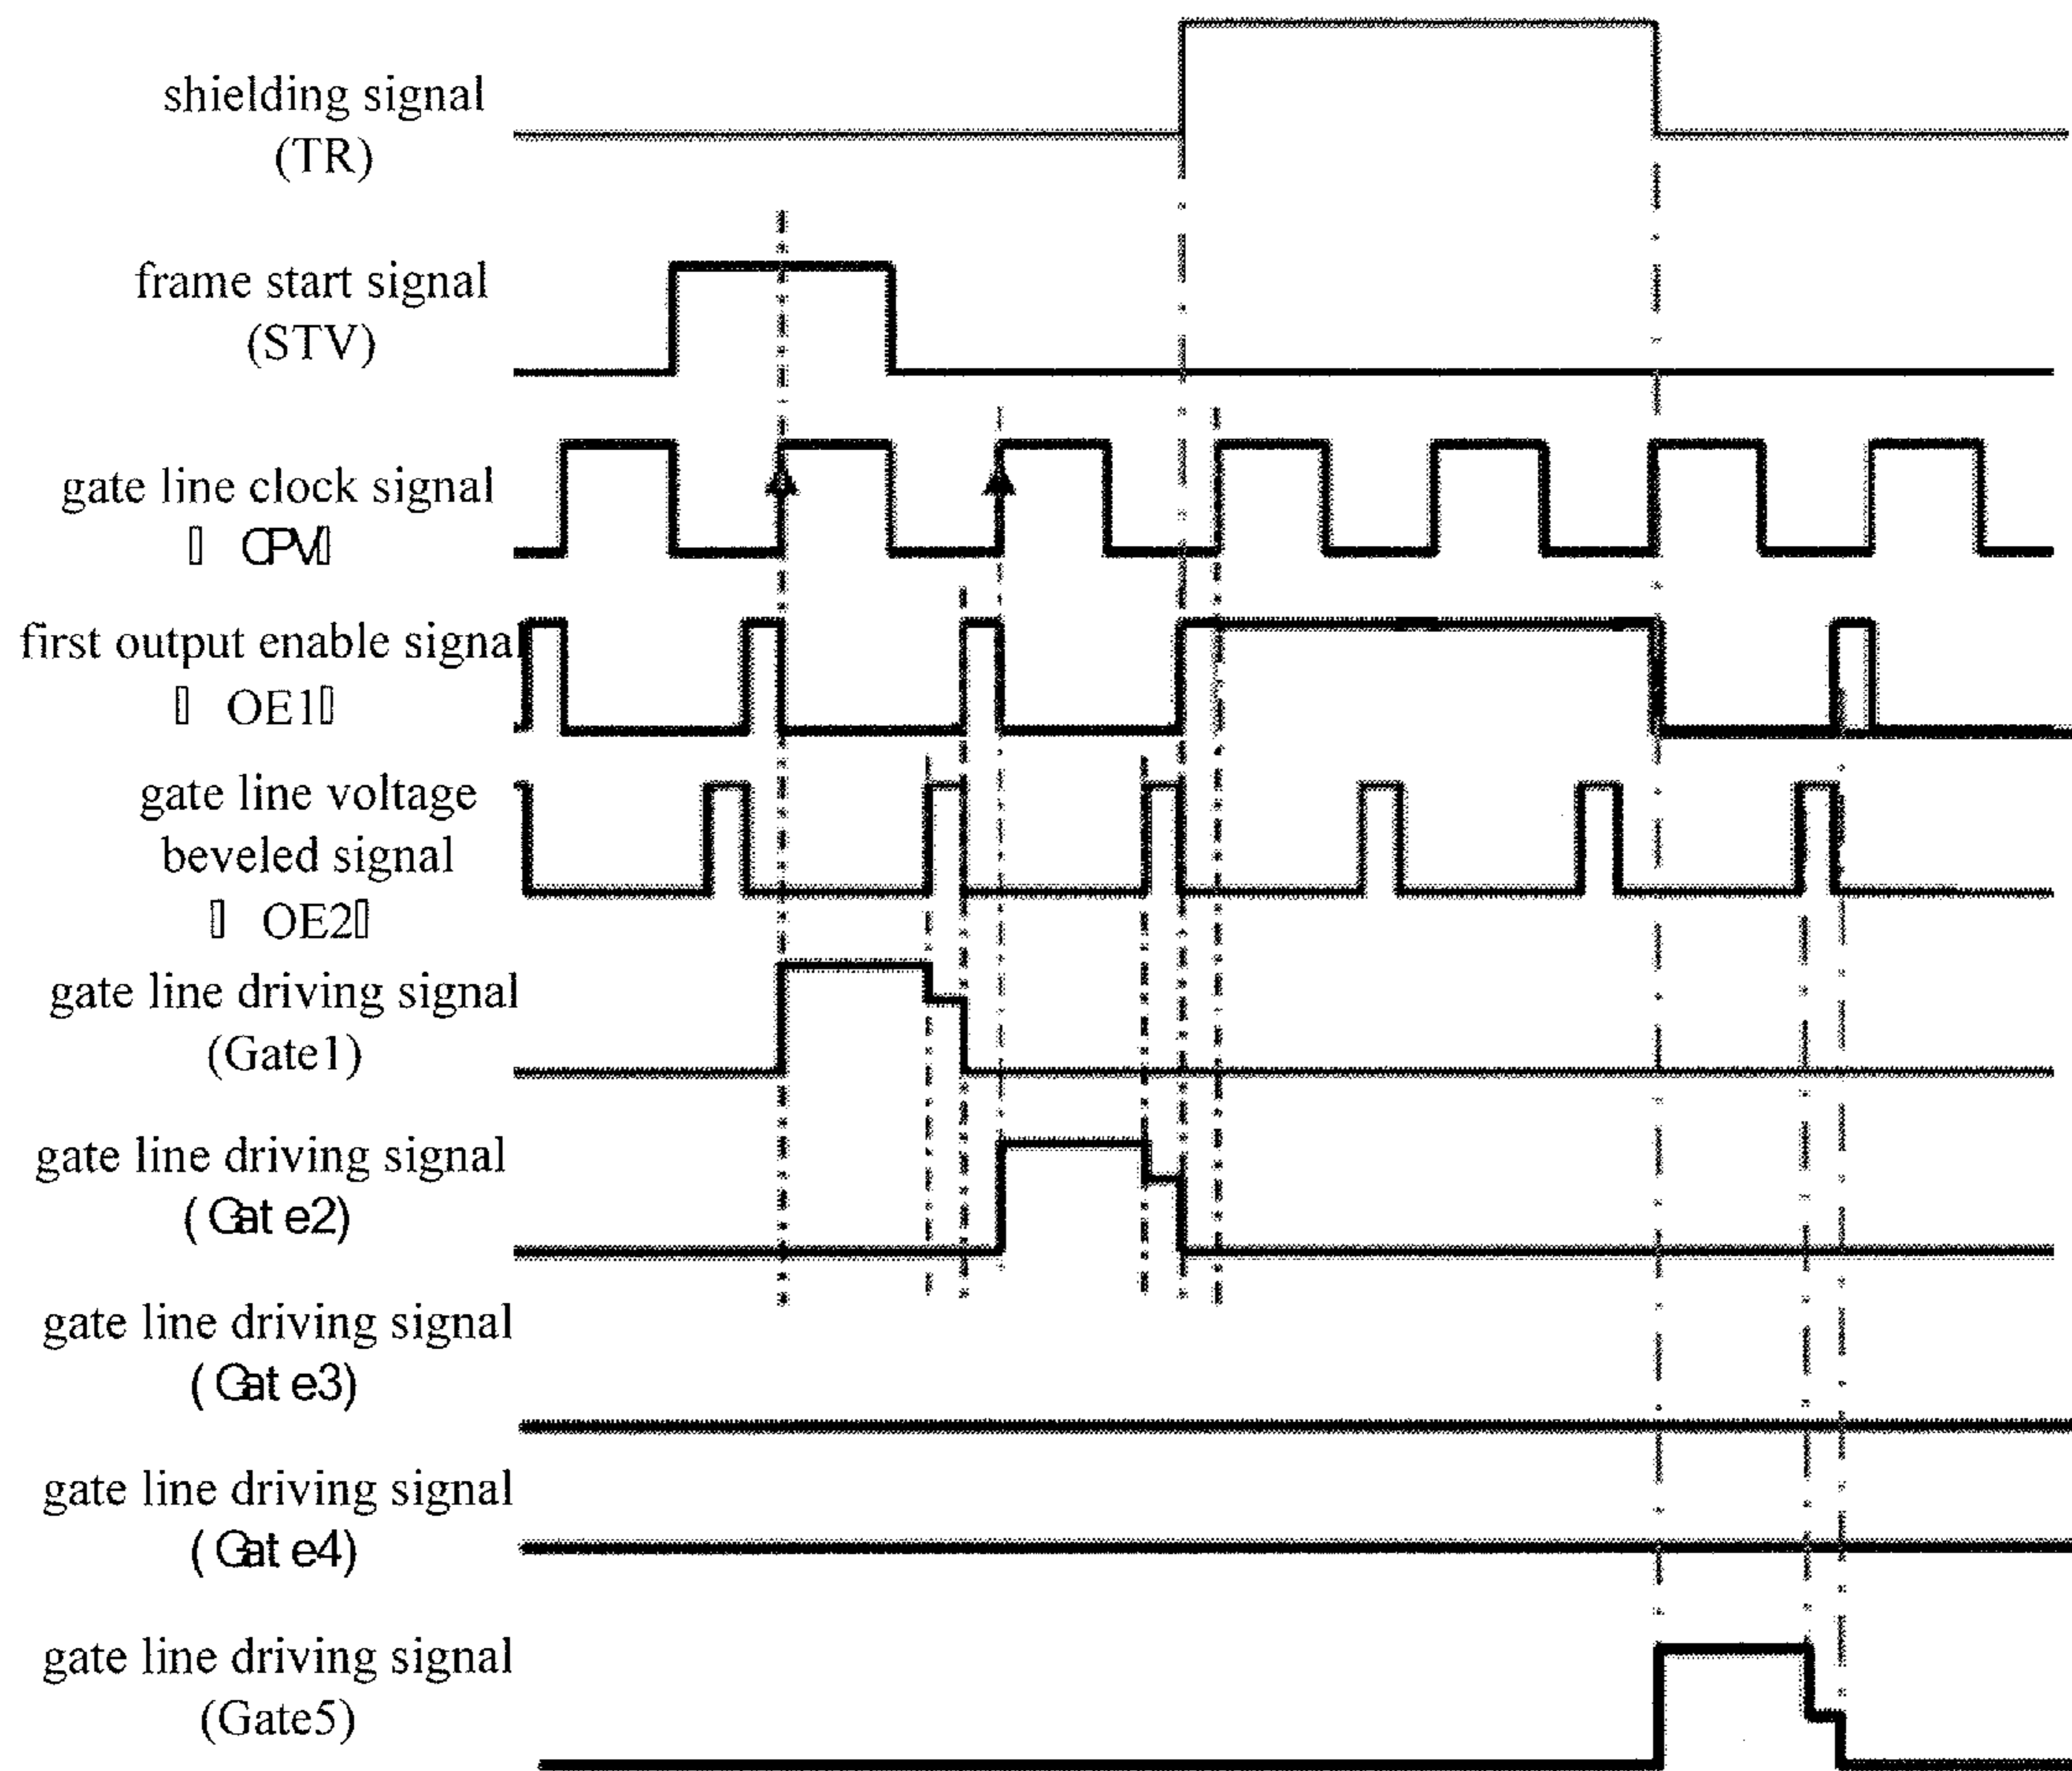 shielding signal
(TR)
frame start signal
(STV)
gate line clock signal
▯ CPV▯
first output enable signal
▯ OE1▯
gate line voltage
beveled signal
▯ OE2▯
gate line driving signal
(Gate1)
gate line driving signal
(Gate2)
gate line driving signal
(Gate3)
gate line driving signal
(Gate4)
gate line driving signal
(Gate5)